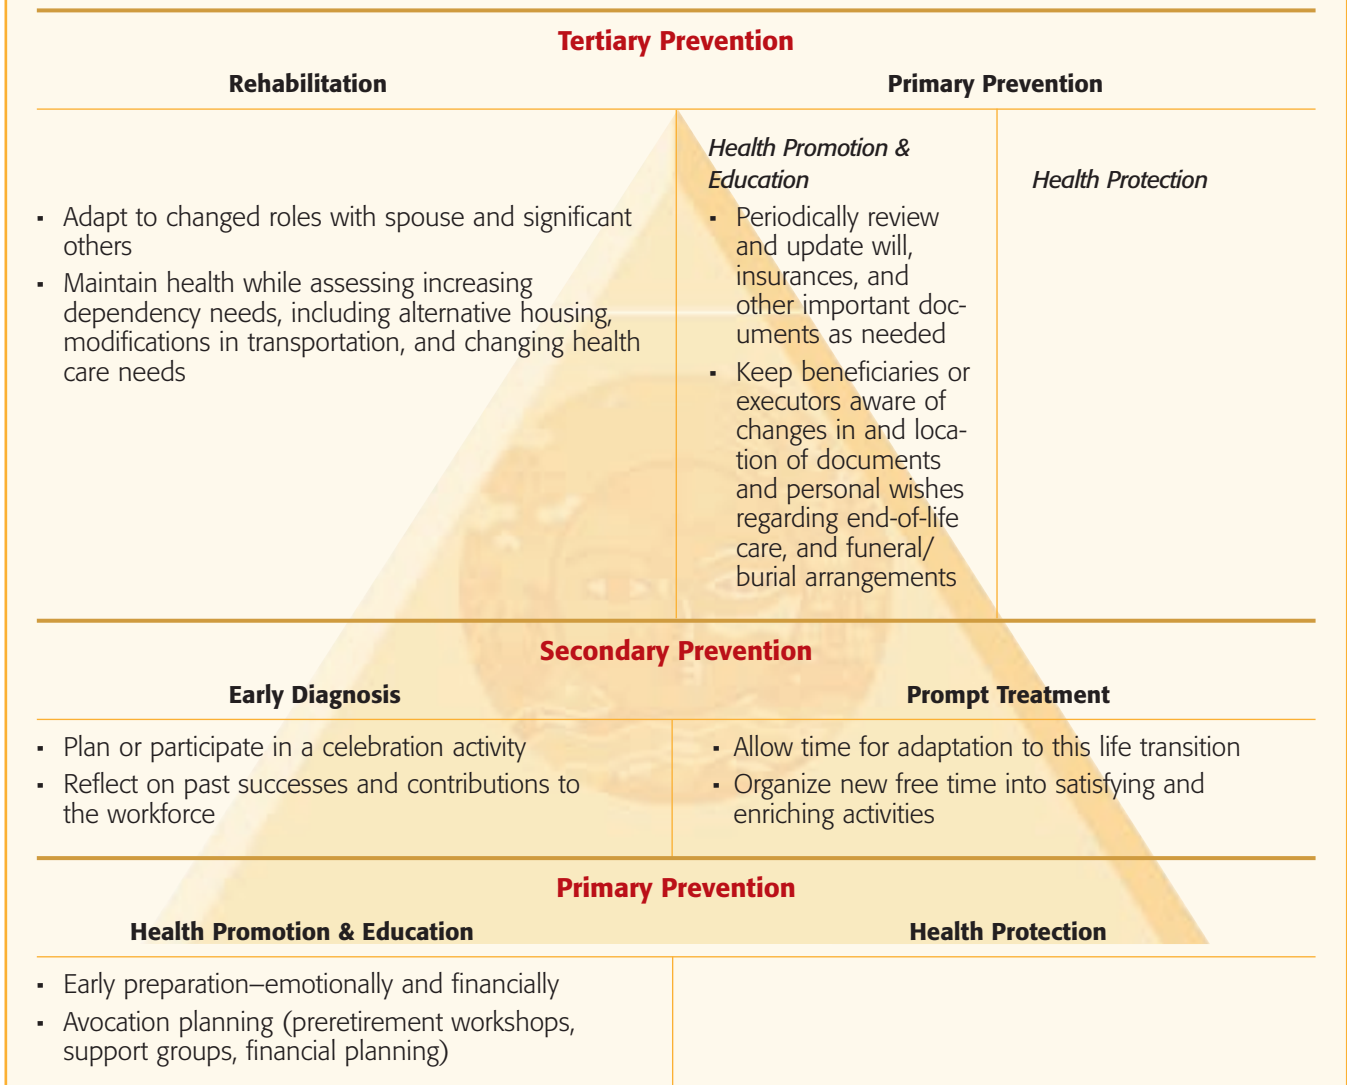 Tertiary Prevention
Rehabilitation
Primary Prevention
▪ Adapt to changed roles with spouse and significant
others
▪ Maintain health while assessing increasing
dependency needs, including alternative housing,
modifications in transportation, and changing health
care needs
Health Promotion &
Education
▪ Periodically review
and update will,
insurances, and
other important doc-
uments as needed
▪ Keep beneficiaries or
executors aware of
changes in and loca-
tion of documents
and personal wishes
regarding end-of-life
care, and funeral/
burial arrangements
Health Protection
Secondary Prevention
Early Diagnosis
Prompt Treatment
▪ Plan or participate in a celebration activity
▪ Reflect on past successes and contributions to
the workforce
▪ Allow time for adaptation to this life transition
▪ Organize new free time into satisfying and
enriching activities
Primary Prevention
Health Promotion & Education
Health Protection
▪ Early preparation–emotionally and financially
▪ Avocation planning (preretirement workshops,
support groups, financial planning)